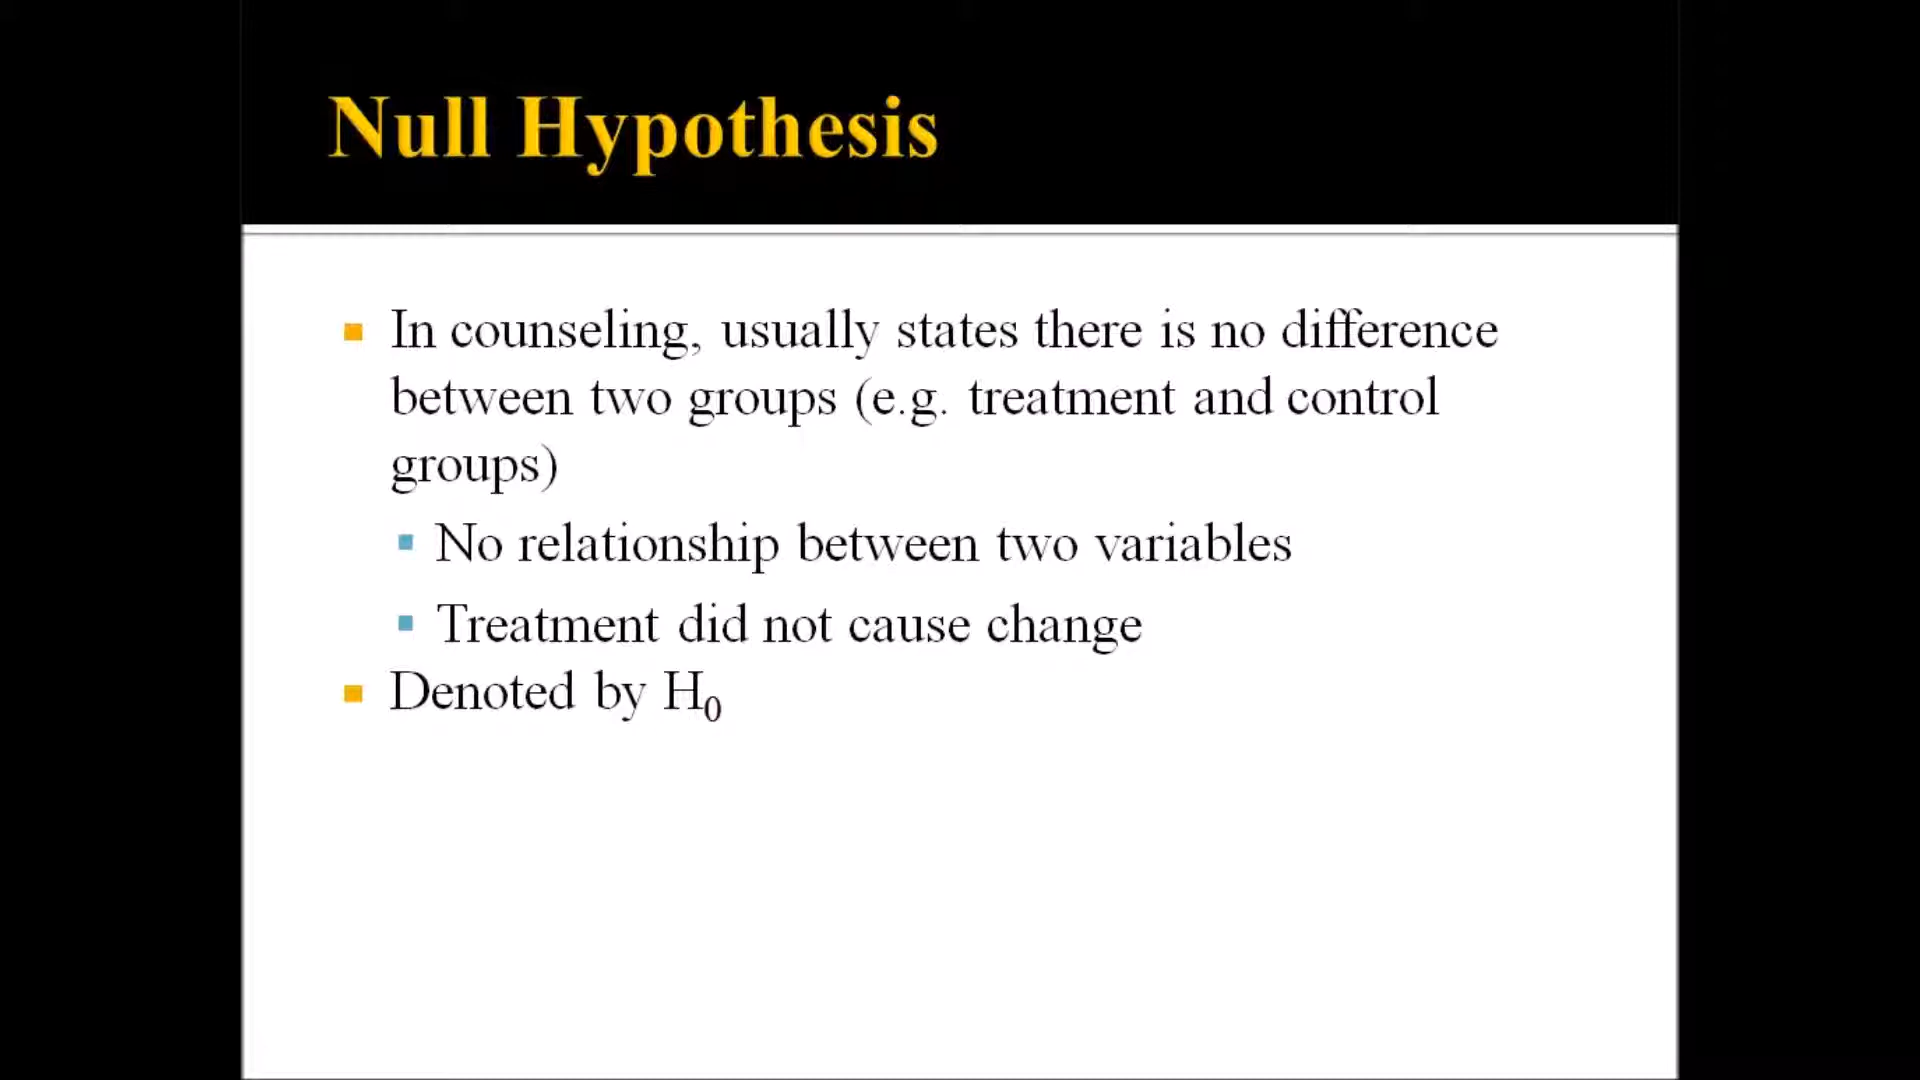 Null Hypothesis
In counseling, usually states there is no difference
between two groups (e.g. treatment and control
groups)
No relationship between two variables
Treatment did not cause change
Denoted by H₀